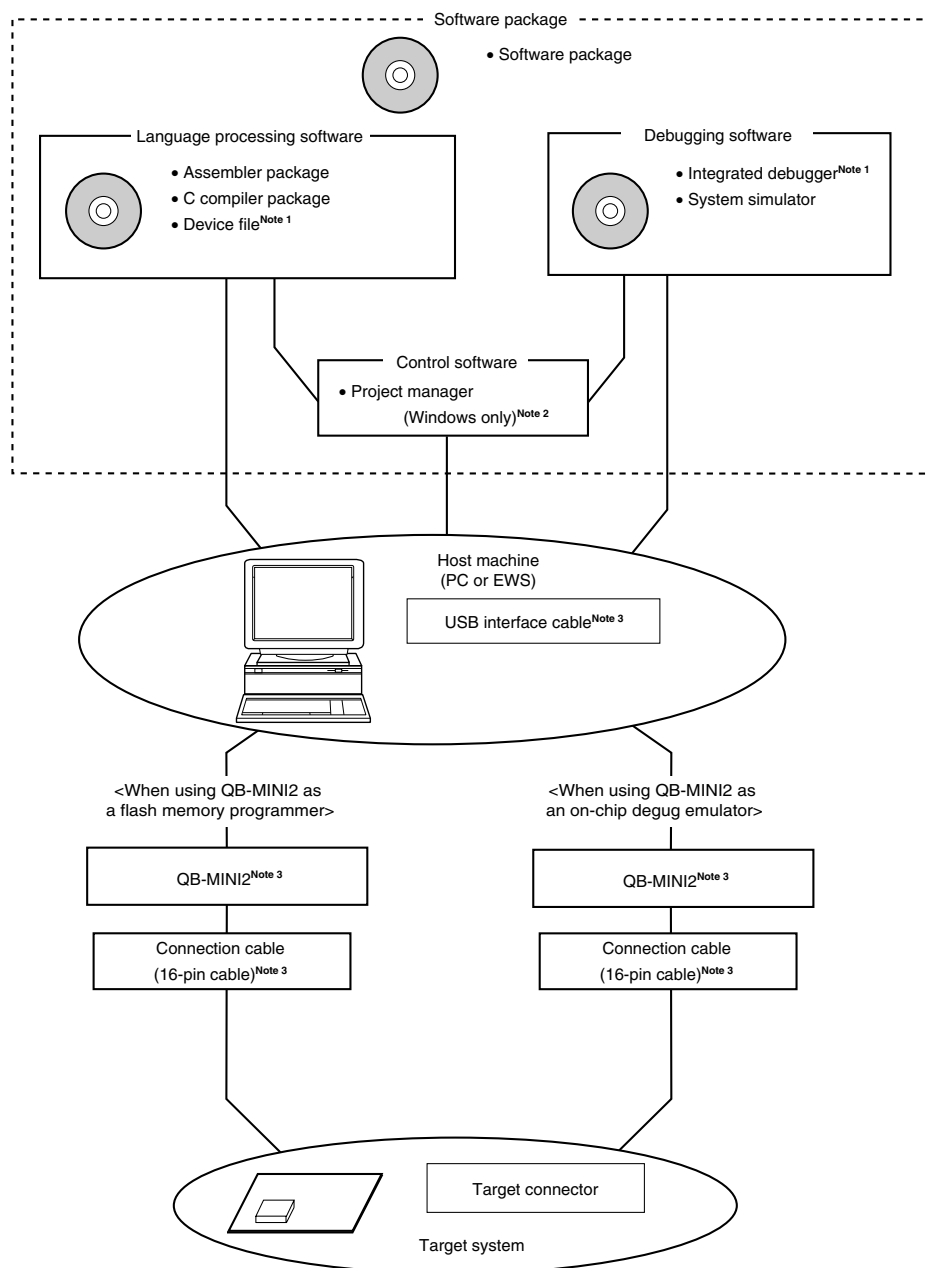 Software package
• Software package
Language processing software
• Assembler package
• C compiler package
• Device file Note 1
Debugging software
• Integrated debugger Note 1
• System simulator
Control software
• Project manager
(Windows only) Note 2
Host machine
(PC or EWS)
USB interface cable Note 3
<When using QB-MINI2 as
a flash memory programmer>
<When using QB-MINI2 as
an on-chip degug emulator>
QB-MINI2 Note 3
QB-MINI2 Note 3
Connection cable
(16-pin cable) Note 3
Connection cable
(16-pin cable) Note 3
Target connector
Target system